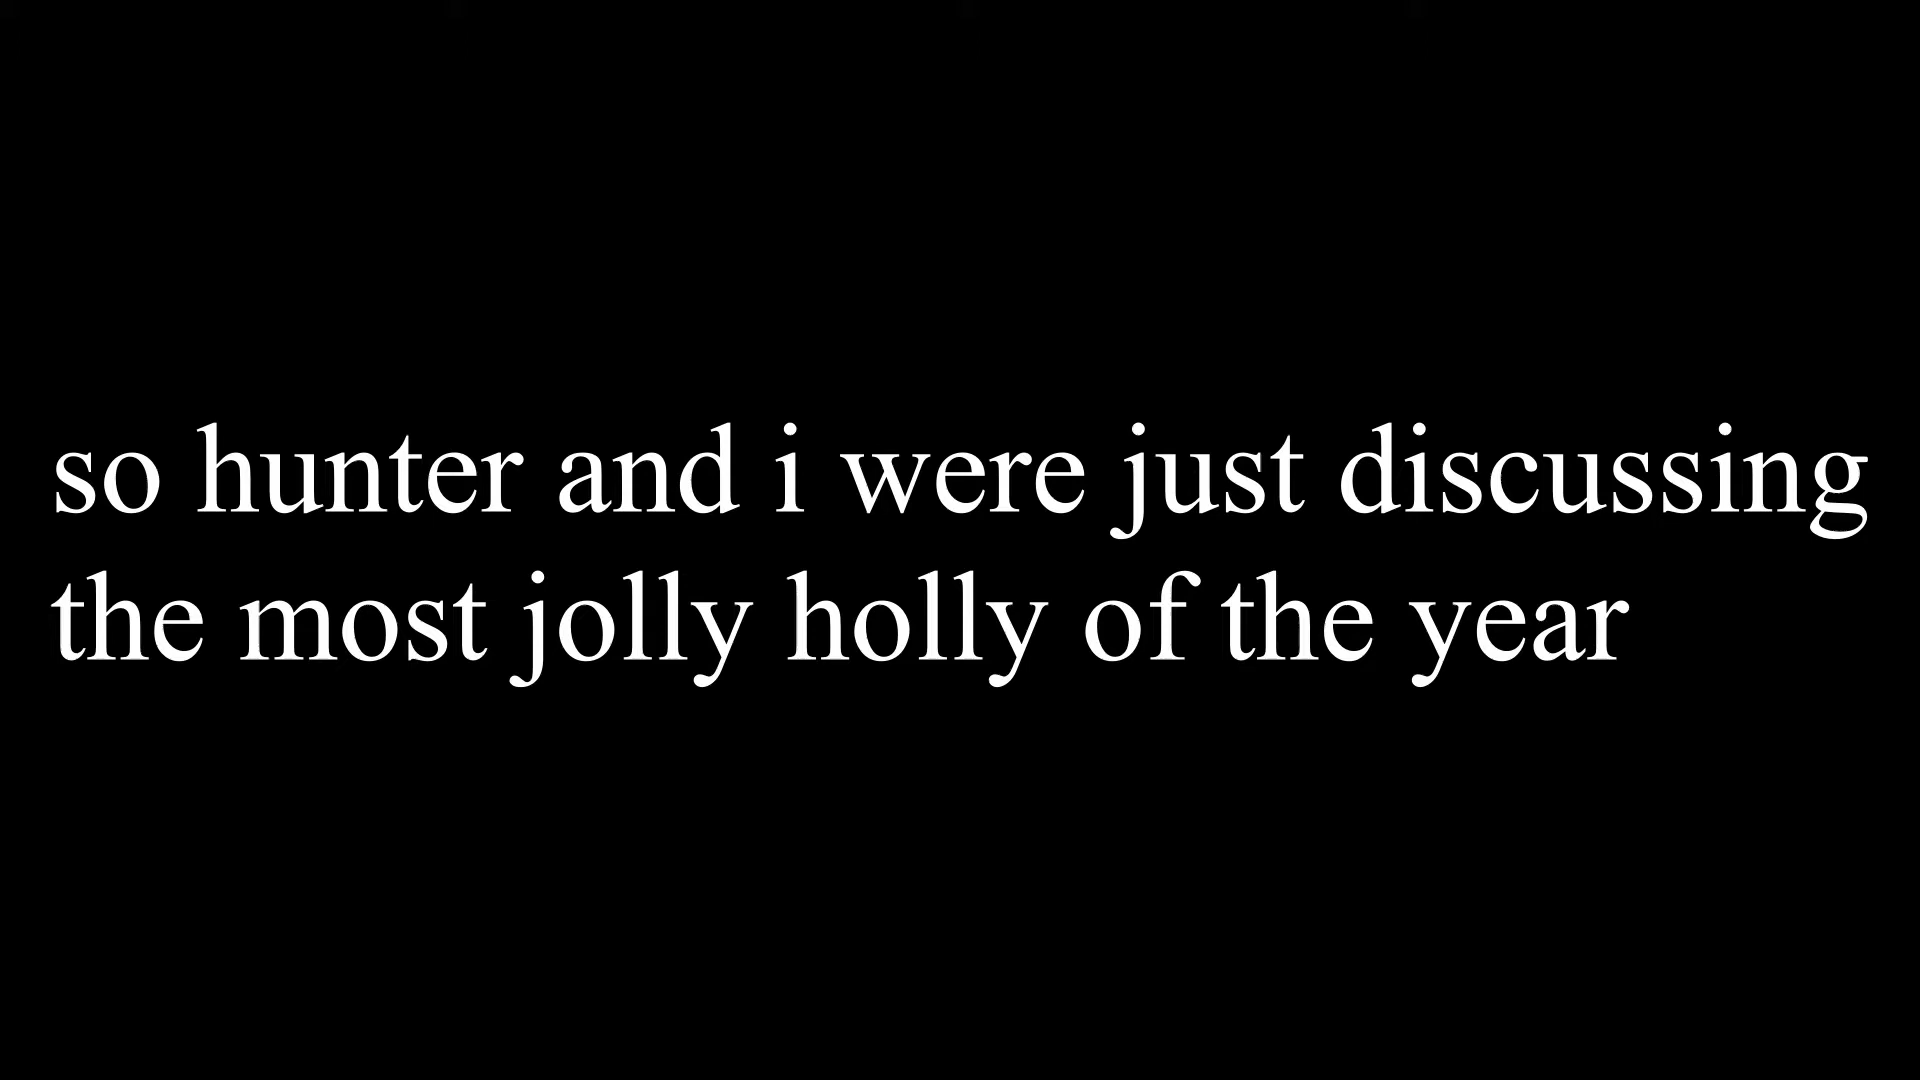 so hunter and i were just discussing
the most jolly holly of the year